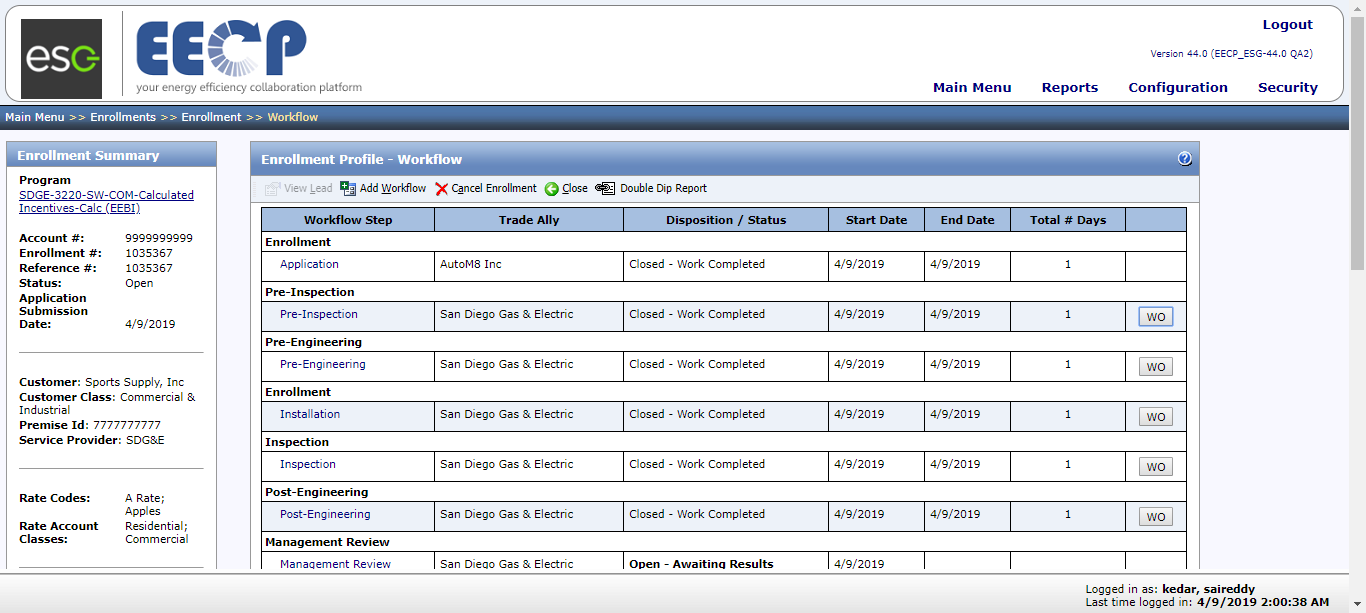 esg
EECP
your energy efficiency collaboration platform
Logout
Version 44.0 (EECP_ESG-44.0 QA2)
Main Menu Reports Configuration Security
Main Menu >> Enrollments >> Enrollment >> Workflow
Enrollment Summary
Program
SDGE-3220-SW-COM-Calculated
Incentives-Calc (EEBI)
Account #: 9999999999
Enrollment #: 1035367
Reference #: 1035367
Status: Open
Application
Submission
Date: 4/9/2019
Customer: Sports Supply, Inc
Customer Class: Commercial &
Industrial
Premise Id: 7777777777
Service Provider: SDG&E
Rate Codes: A Rate;
Apples
Rate Account Residential;
Classes: Commercial
Enrollment Profile - Workflow
?
View Lead Add Workflow Cancel Enrollment Close Double Dip Report
Workflow Step Trade Ally Disposition / Status Start Date End Date Total # Days
Enrollment
Application AutoM8 Inc Closed - Work Completed 4/9/2019 4/9/2019 1
Pre-Inspection
Pre-Inspection San Diego Gas & Electric Closed - Work Completed 4/9/2019 4/9/2019 1 WO
Pre-Engineering
Pre-Engineering San Diego Gas & Electric Closed - Work Completed 4/9/2019 4/9/2019 1 WO
Enrollment
Installation San Diego Gas & Electric Closed - Work Completed 4/9/2019 4/9/2019 1 WO
Inspection
Inspection San Diego Gas & Electric Closed - Work Completed 4/9/2019 4/9/2019 1 WO
Post-Engineering
Post-Engineering San Diego Gas & Electric Closed - Work Completed 4/9/2019 4/9/2019 1 WO
Management Review
Management Review San Diego Gas & Electric Open - Awaiting Results 4/9/2019
Logged in as: kedar, saireddy
Last time logged in: 4/9/2019 2:00:38 AM